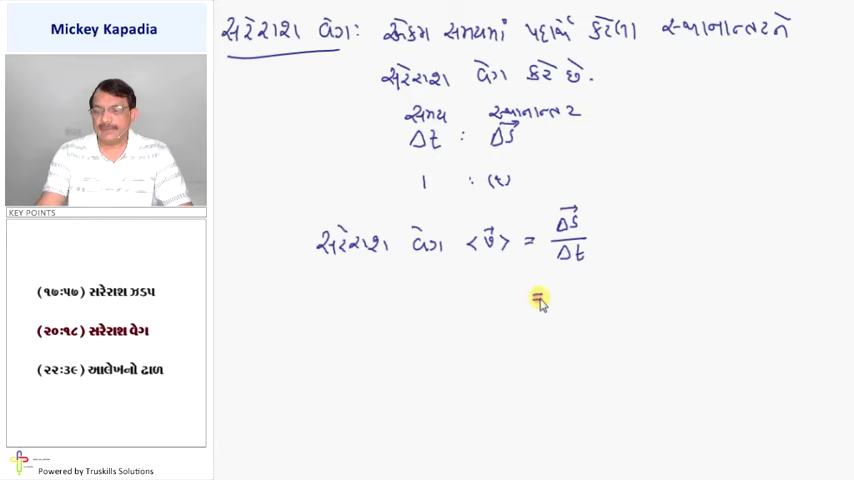 Mickey Kapadia
KEY POINTS
(૧૭:૫૭) સરેરાશ ઝડપ
(૨૦:૧૮) સરેરાશ વેગ
(૨૨:૩૯) આલેખનો ઢાળ
Powered by Truskills Solutions
સરેરાશ વેગ: એકમ સમયમાં પદાર્થે કરેલા સ્થાનાન્તરને
સરેરાશ વેગ કહે છે.
સમય સ્થાનાન્તર
Δt : Δs⃗
1 : (?)
સરેરાશ વેગ <v⃗> = Δs⃗ / Δt
=